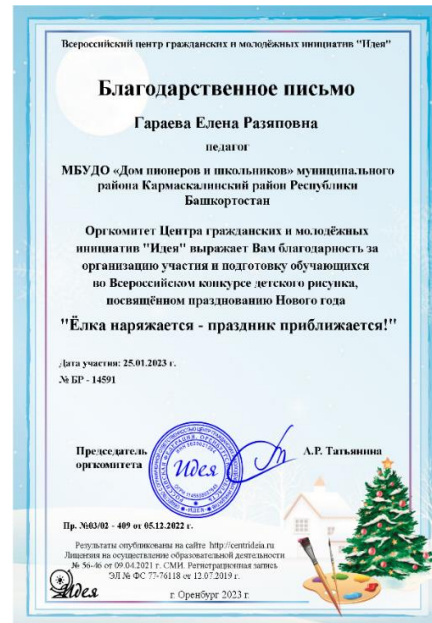 Всероссийский центр гражданских и молодёжных инициатив "Идея"
Благодарственное письмо
Гараева Елена Разяповна
педагог
МБУДО «Дом пионеров и школьников» муниципального
района Кармаскалинский район Республики
Башкортостан
Оргкомитет Центра гражданских и молодёжных
инициатив "Идея" выражает Вам благодарность за
организацию участия и подготовку обучающихся
во Всероссийском конкурсе детского рисунка,
посвящённом празднованию Нового года
"Ёлка наряжается - праздник приближается!"
Дата участия: 25.01.2023 г.
№ БР - 14591
Председатель
оргкомитета
Идея
А.Р. Татьянина
Пр. №03/02 - 409 от 05.12.2022 г.
Результаты опубликованы на сайте http://centrideia.ru
Лицензия на осуществление образовательной деятельности
№ 56-46 от 09.04.2021 г. СМИ. Регистрационная запись
ЭЛ № ФС 77-76118 от 12.07.2019 г.
Идея
г. Оренбург 2023 г.